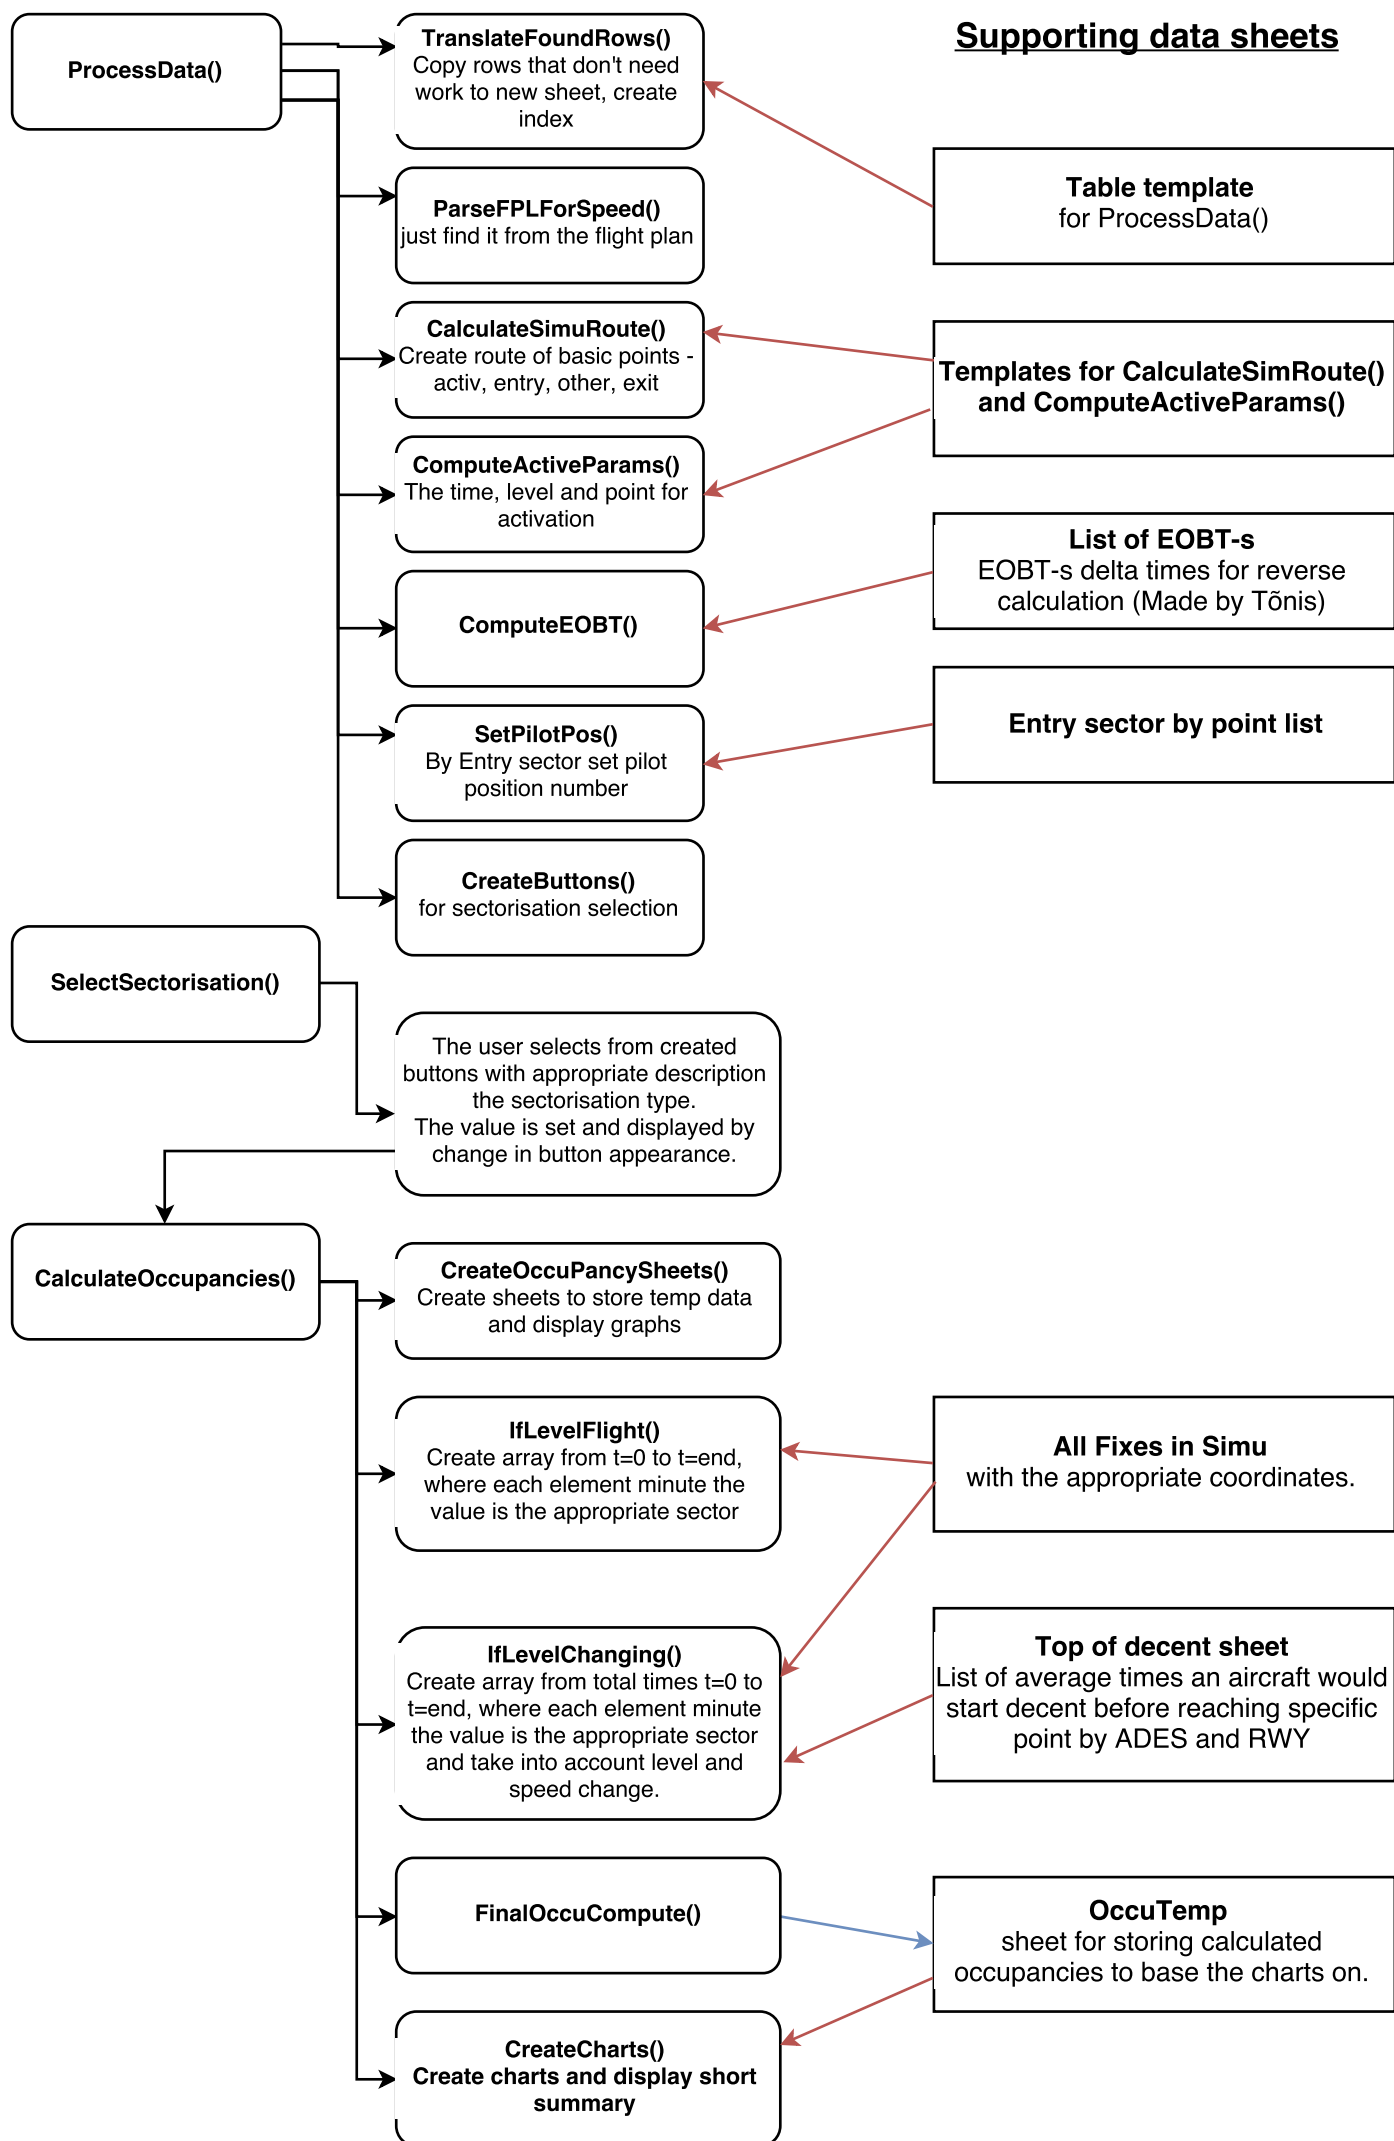 Supporting data sheets
ProcessData()
TranslateFoundRows()
Copy rows that don't need
work to new sheet, create
index
Table template
for ProcessData()
ParseFPLForSpeed()
just find it from the flight plan
CalculateSimuRoute()
Create route of basic points -
activ, entry, other, exit
Templates for CalculateSimRoute()
and ComputeActiveParams()
ComputeActiveParams()
The time, level and point for
activation
List of EOBT-s
EOBT-s delta times for reverse
calculation (Made by Tõnis)
ComputeEOBT()
SetPilotPos()
By Entry sector set pilot
position number
Entry sector by point list
CreateButtons()
for sectorisation selection
SelectSectorisation()
The user selects from created
buttons with appropriate description
the sectorisation type.
The value is set and displayed by
change in button appearance.
CalculateOccupancies()
CreateOccuPancySheets()
Create sheets to store temp data
and display graphs
IfLevelFlight()
Create array from t=0 to t=end,
where each element minute the
value is the appropriate sector
All Fixes in Simu
with the appropriate coordinates.
IfLevelChanging()
Create array from total times t=0 to
t=end, where each element minute
the value is the appropriate sector
and take into account level and
speed change.
Top of decent sheet
List of average times an aircraft would
start decent before reaching specific
point by ADES and RWY
FinalOccuCompute()
OccuTemp
sheet for storing calculated
occupancies to base the charts on.
CreateCharts()
Create charts and display short
summary